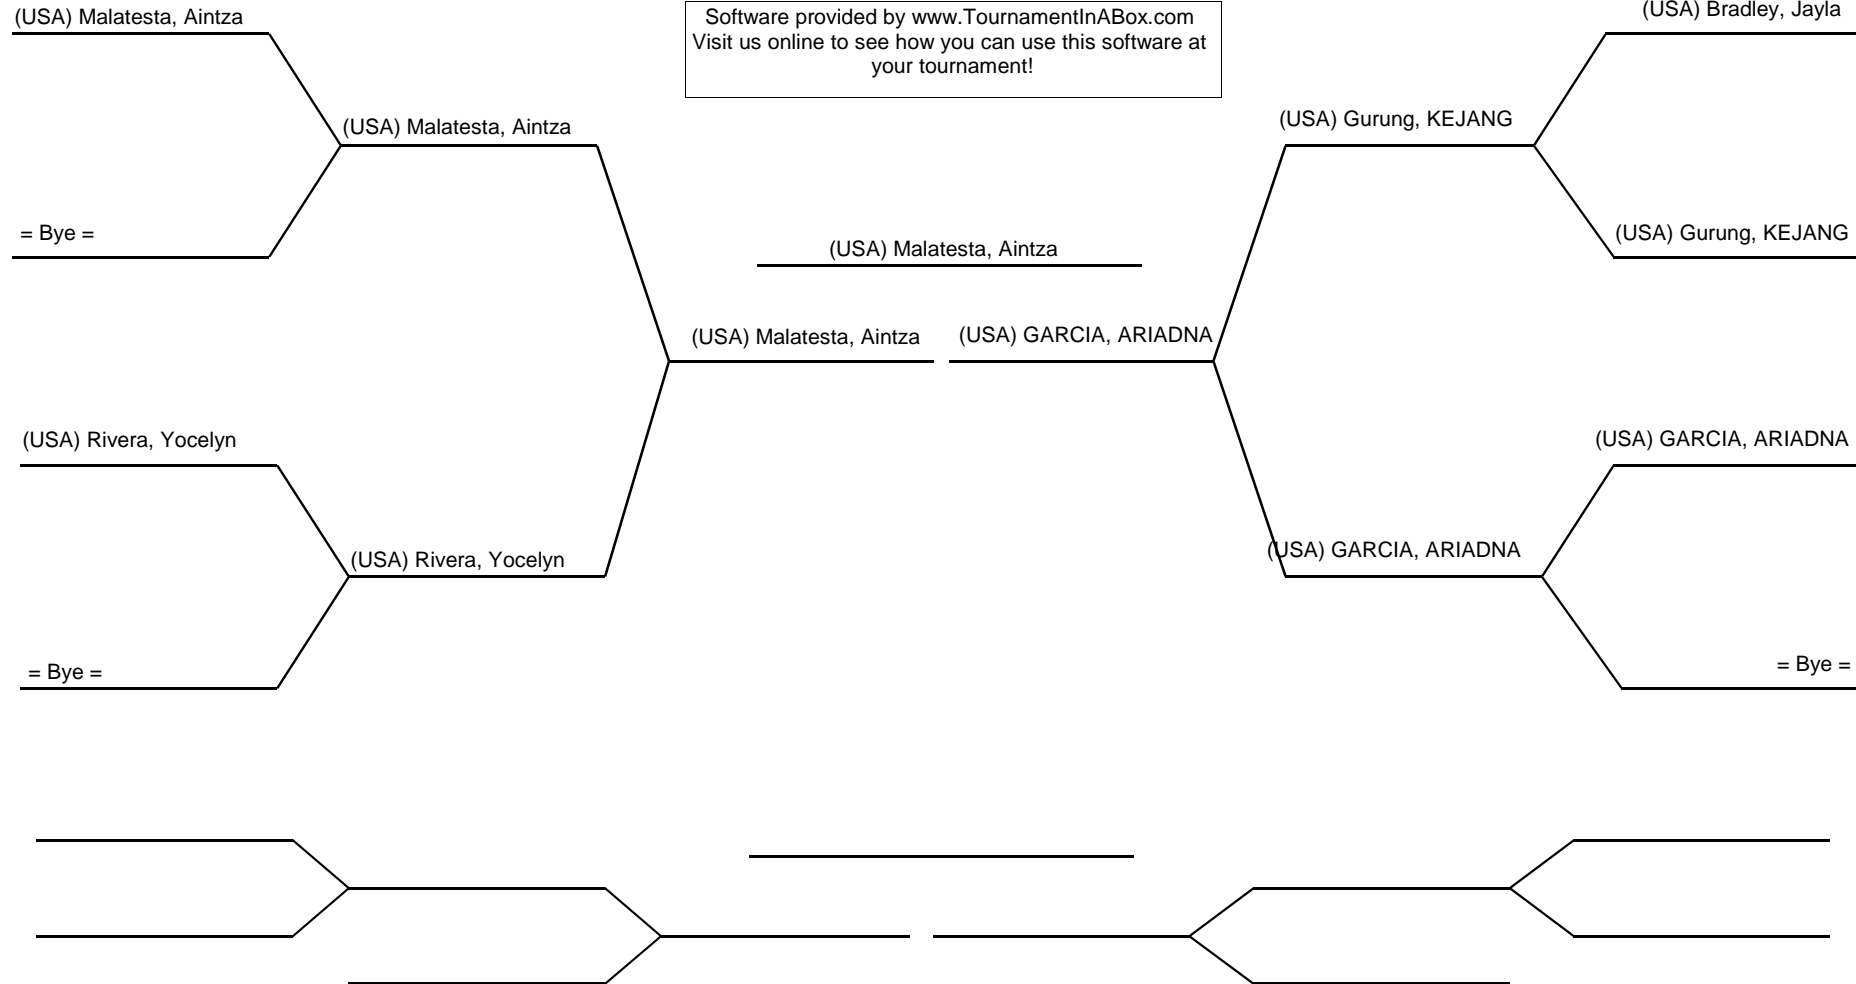 (USA) Malatesta, Aintza
Software provided by www.TournamentInABox.com
Visit us online to see how you can use this software at
your tournament!
(USA) Bradley, Jayla
(USA) Malatesta, Aintza
(USA) Gurung, KEJANG
= Bye =
(USA) Malatesta, Aintza
(USA) Gurung, KEJANG
(USA) Malatesta, Aintza
(USA) GARCIA, ARIADNA
(USA) Rivera, Yocelyn
(USA) GARCIA, ARIADNA
(USA) Rivera, Yocelyn
(USA) GARCIA, ARIADNA
= Bye =
= Bye =